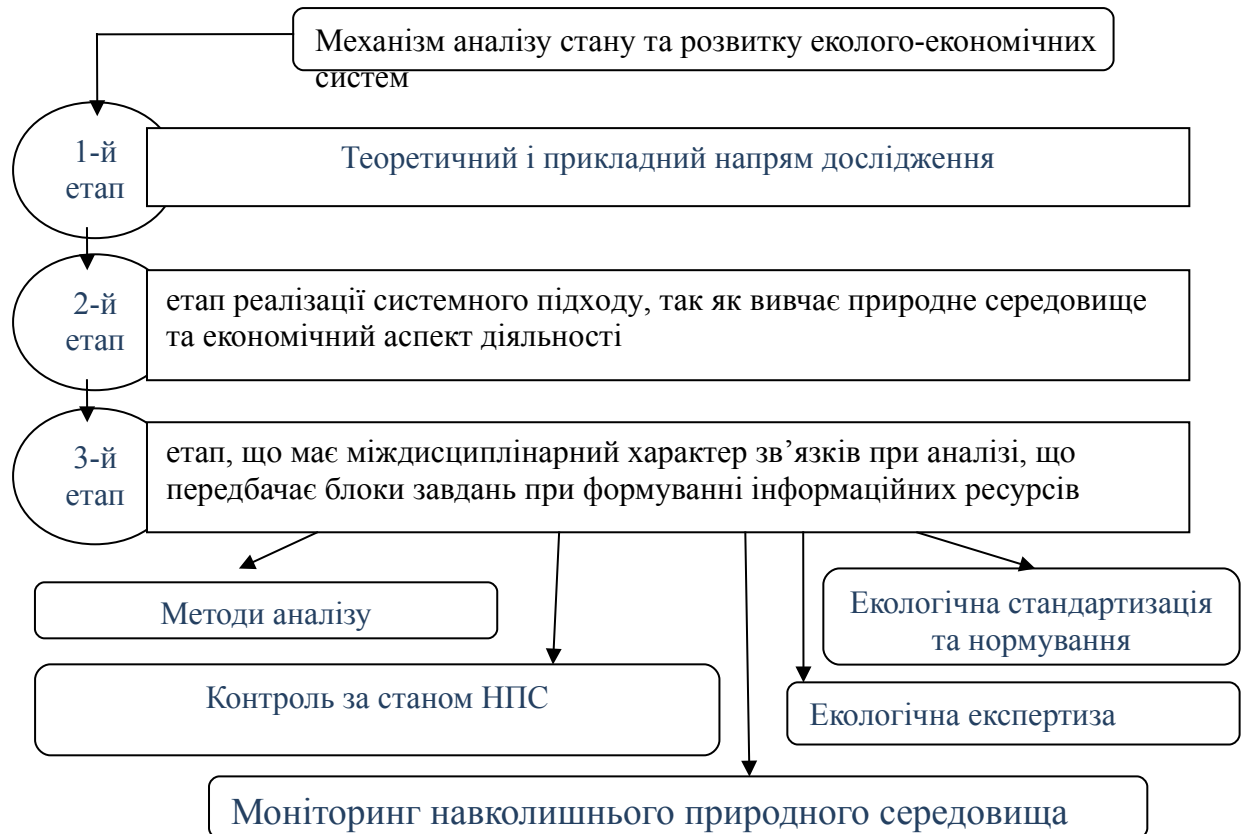 Механізм аналізу стану та розвитку еколого-економічних
систем
1-й
етап
Теоретичний і прикладний напрям дослідження
2-й
етап
етап реалізації системного підходу, так як вивчає природне середовище
та економічний аспект діяльності
3-й
етап
етап, що має міждисциплінарний характер зв’язків при аналізі, що
передбачає блоки завдань при формуванні інформаційних ресурсів
Методи аналізу
Екологічна стандартизація
та нормування
Контроль за станом НПС
Екологічна експертиза
Моніторинг навколишнього природного середовища